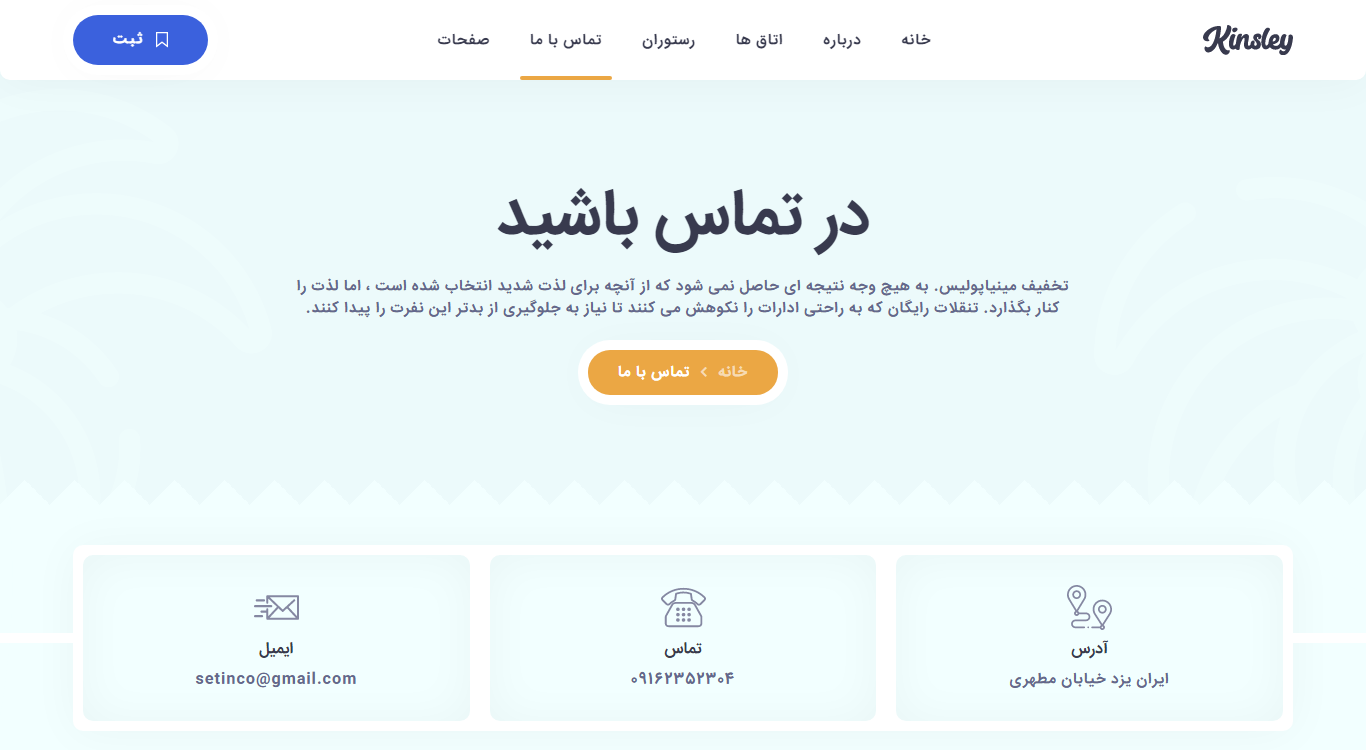 Kinsley
خانه
درباره
اتاق ها
رستوران
تماس با ما
صفحات
ثبت
در تماس باشید
تخفیف مینیاپولیس. به هیچ وجه نتیجه ای حاصل نمی شود که از آنچه برای لذت شدید انتخاب شده است ، اما لذت را
کنار بگذارد. تنقلات رایگان که به راحتی ادارات را نکوهش می کنند تا نیاز به جلوگیری از بدتر این نفرت را پیدا کنند.
خانه › تماس با ما
آدرس
ایران یزد خیابان مطهری
تماس
۰۹۱۶۲۳۵۲۳۰۴
ایمیل
setinco@gmail.com